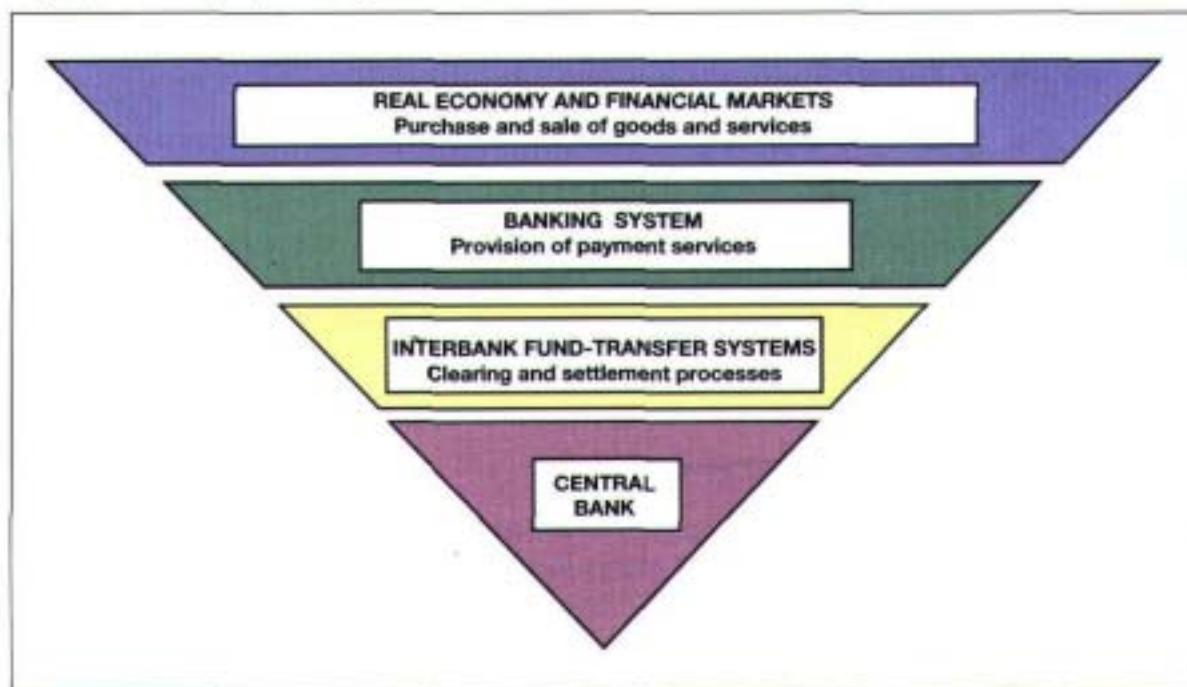 REAL ECONOMY AND FINANCIAL MARKETS
Purchase and sale of goods and services
BANKING SYSTEM
Provision of payment services
INTERBANK FUND-TRANSFER SYSTEMS
Clearing and settlement processes
CENTRAL
BANK